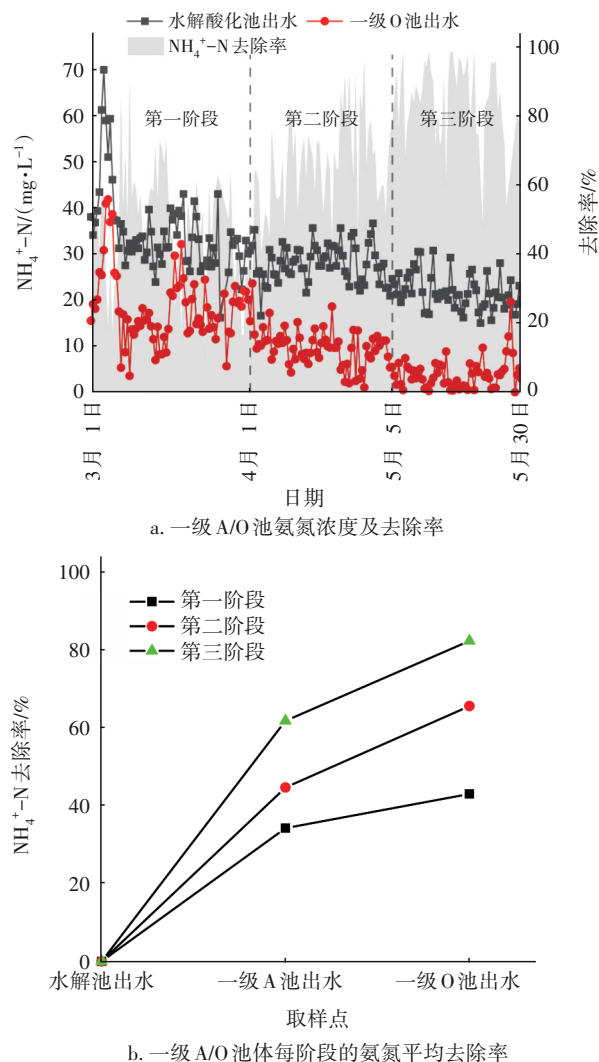 水解酸化池出水 一级O池出水
NH₄⁺-N去除率
70
60
50
40
30
20
10
0
NH₄⁺-N/(mg·L⁻¹)
第一阶段 第二阶段 第三阶段
100
80
60
40
20
0
去除率/%
3月1日 4月1日 5月5日 5月30日
日期
a. 一级A/O池氨氮浓度及去除率
100
80
60
40
20
0
NH₄⁺-N去除率/%
第一阶段
第二阶段
第三阶段
水解池出水 一级A池出水 一级O池出水
取样点
b. 一级A/O池体每阶段的氨氮平均去除率